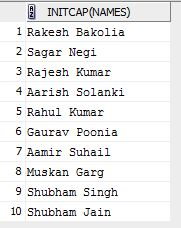 INITCAP(NAMES)
1 Rakesh Bakolia
2 Sagar Negi
3 Rajesh Kumar
4 Aarish Solanki
5 Rahul Kumar
6 Gaurav Poonia
7 Aamir Suhail
8 Muskan Garg
9 Shubham Singh
10 Shubham Jain